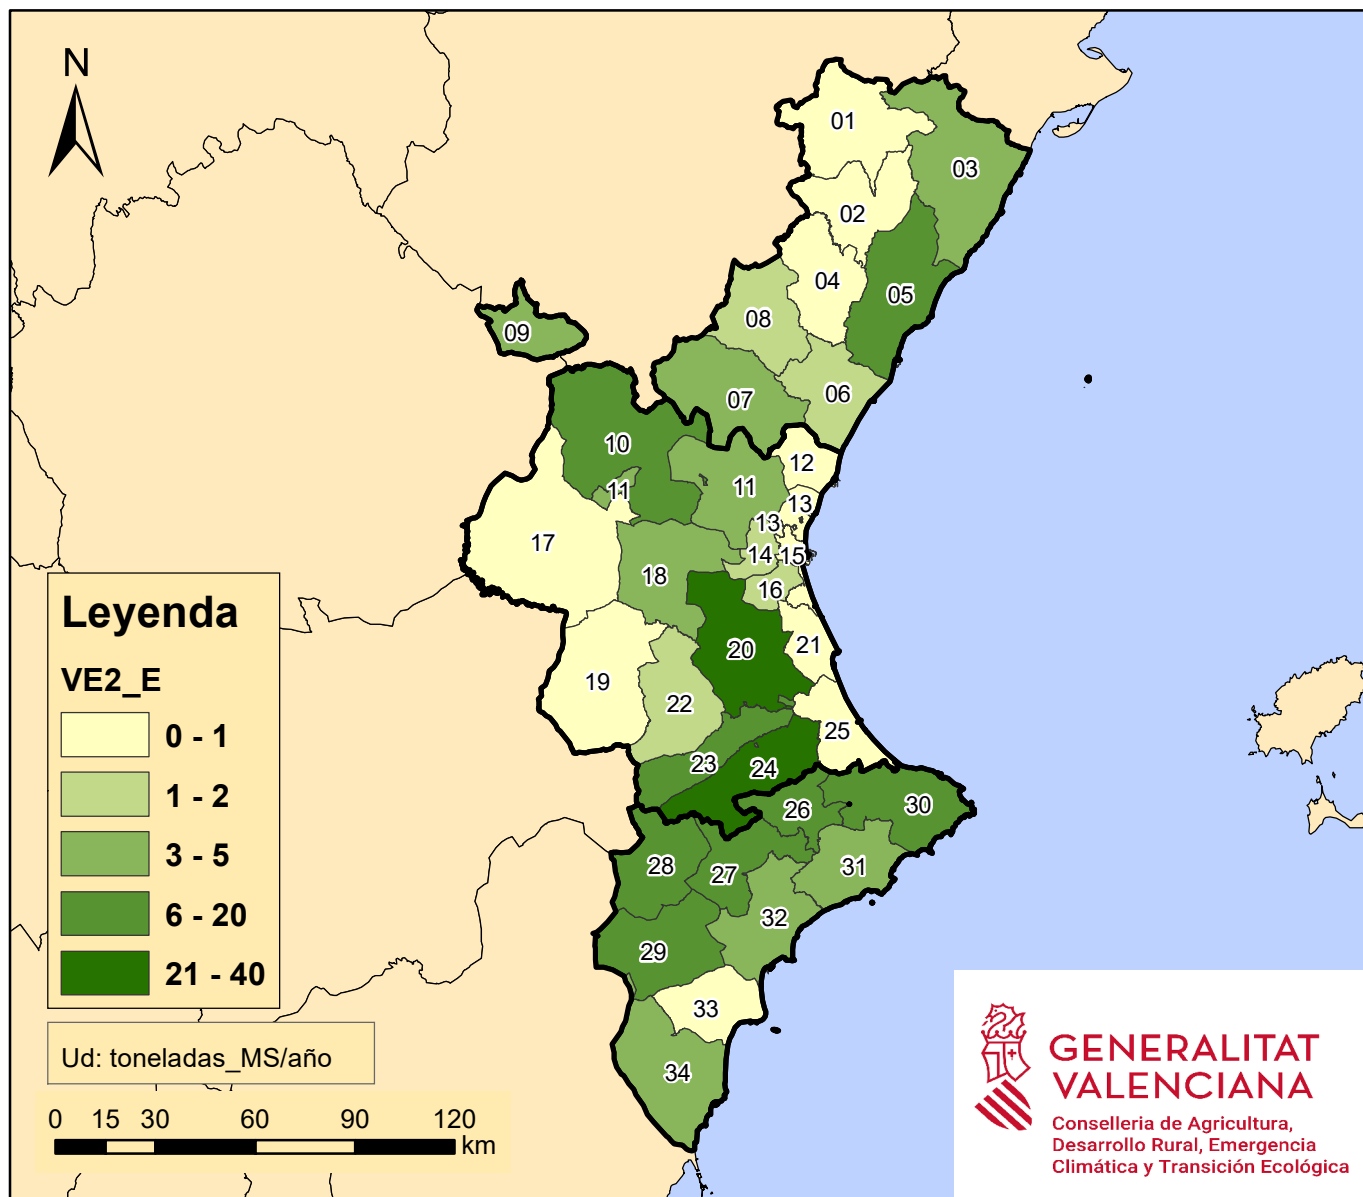 N
01
03
02
04
05
08
09
06
07
10
12
11
11
13
13
17
14
15
18
16
20
21
19
22
25
23
24
26
30
28
27
31
32
29
33
34
Leyenda
VE2_E
0 - 1
1 - 2
3 - 5
6 - 20
21 - 40
Ud: toneladas_MS/año
0 15 30 60 90 120
km
GENERALITAT
VALENCIANA
Conselleria de Agricultura,
Desarrollo Rural, Emergencia
Climática y Transición Ecológica